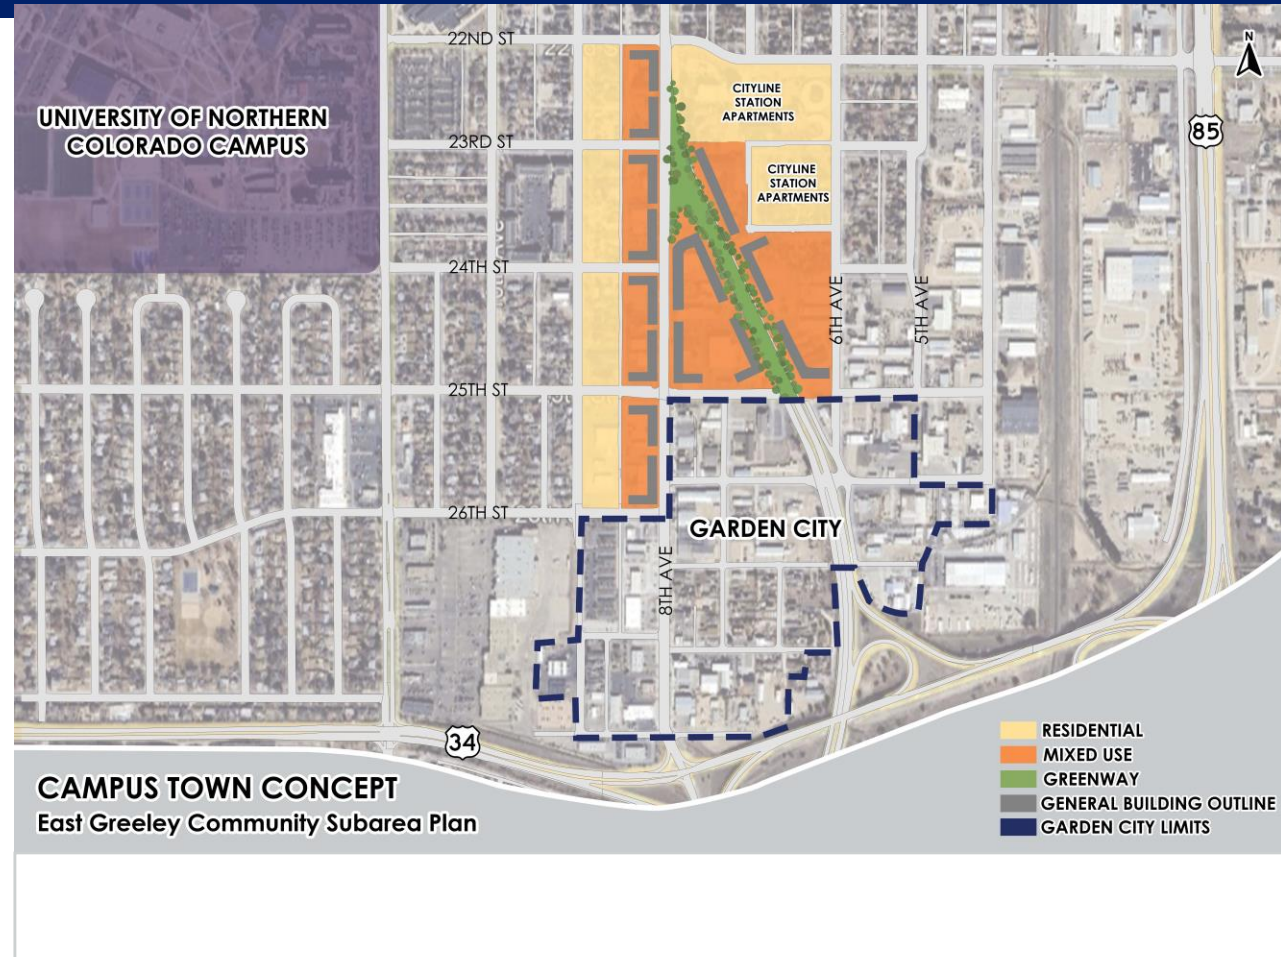 22ND ST
N
CITYLINE
STATION
APARTMENTS
UNIVERSITY OF NORTHERN
COLORADO CAMPUS
85
23RD ST
CITYLINE
STATION
APARTMENTS
24TH ST
6TH AVE
5TH AVE
25TH ST
26TH ST
GARDEN CITY
8TH AVE
34
RESIDENTIAL
MIXED USE
GREENWAY
GENERAL BUILDING OUTLINE
GARDEN CITY LIMITS
CAMPUS TOWN CONCEPT
East Greeley Community Subarea Plan